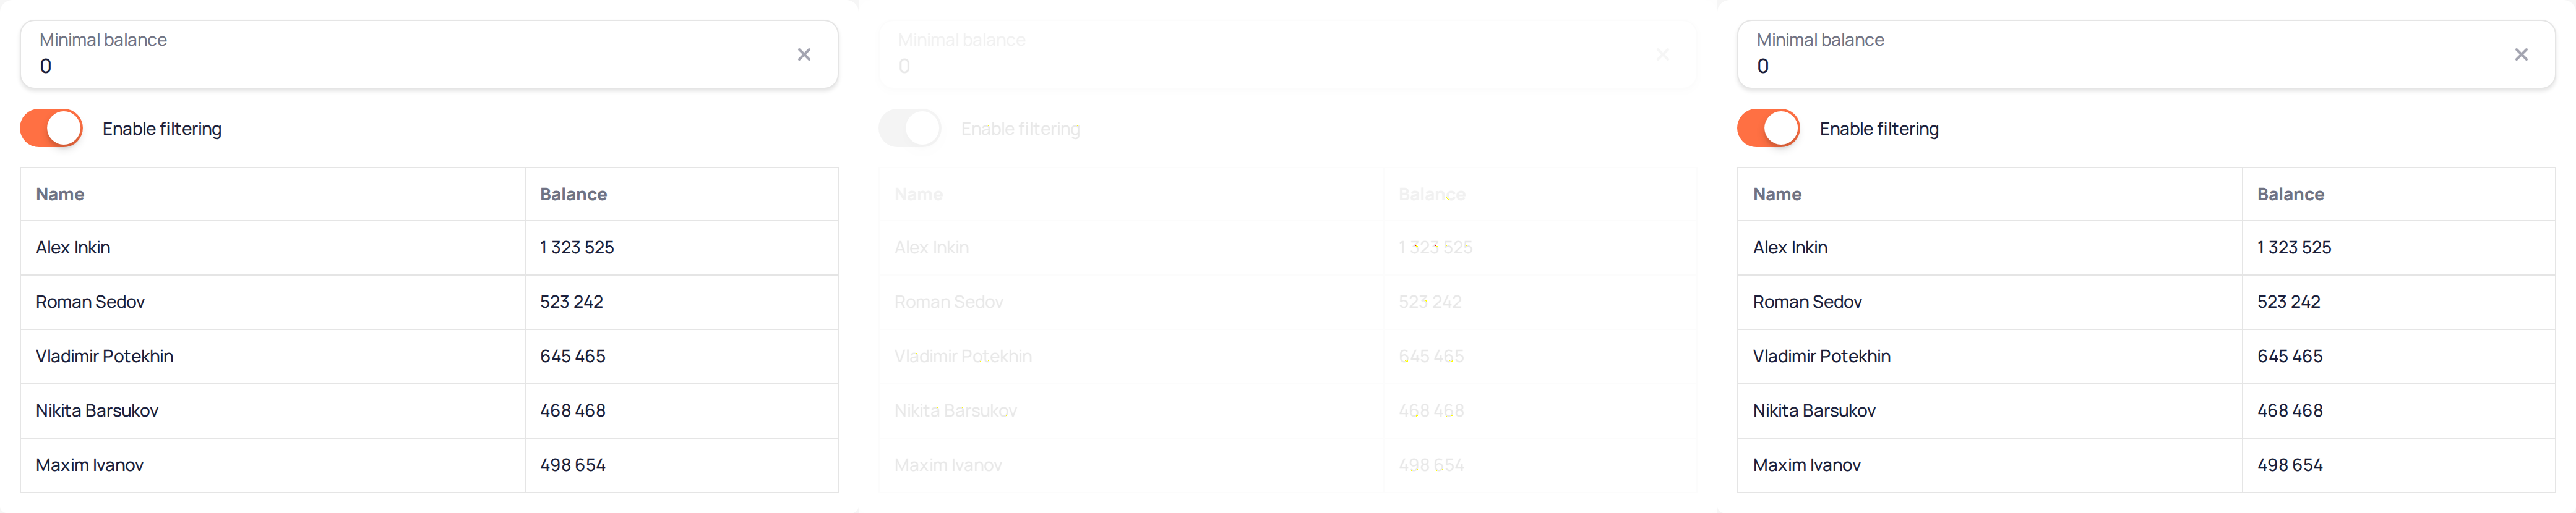 Minimal balance
0
Enable filtering
Name Balance
Alex Inkin 1 323 525
Roman Sedov 523 242
Vladimir Potekhin 645 465
Nikita Barsukov 468 468
Maxim Ivanov 498 654
Minimal balance
0
Enable filtering
Name Balance
Alex Inkin 1 323 525
Roman Sedov 523 242
Vladimir Potekhin 645 465
Nikita Barsukov 468 468
Maxim Ivanov 498 654
Minimal balance
0
Enable filtering
Name Balance
Alex Inkin 1 323 525
Roman Sedov 523 242
Vladimir Potekhin 645 465
Nikita Barsukov 468 468
Maxim Ivanov 498 654